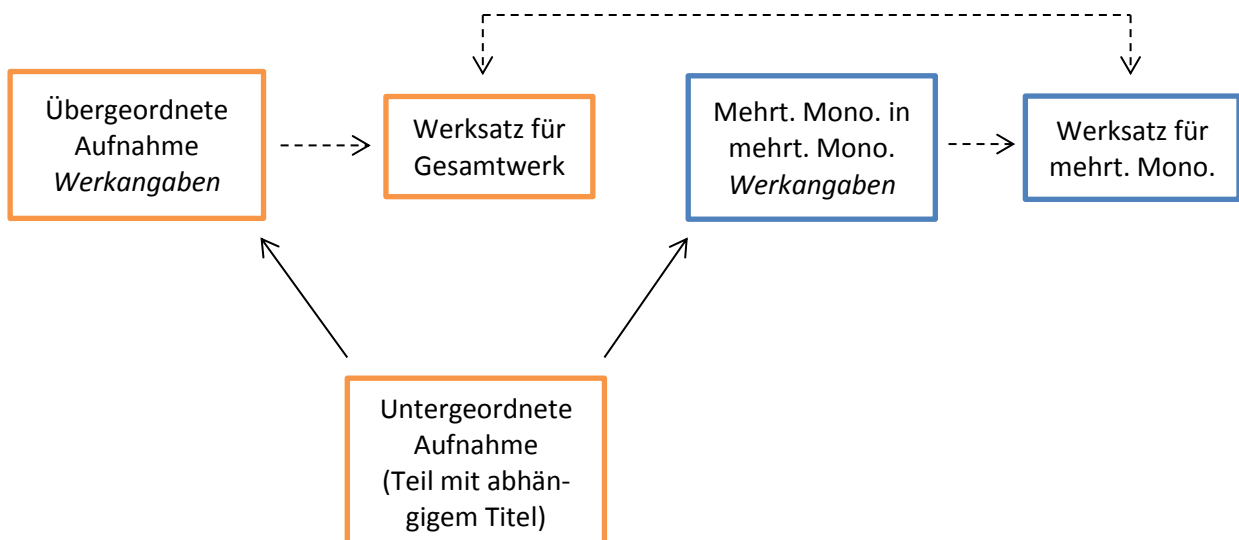 Übergeordnete
Aufnahme
Werkangaben
Werksatz für
Gesamtwerk
Mehrt. Mono. in
mehrt. Mono.
Werkangaben
Werksatz für
mehrt. Mono.
Untergeordnete
Aufnahme
(Teil mit abhän-
gigem Titel)